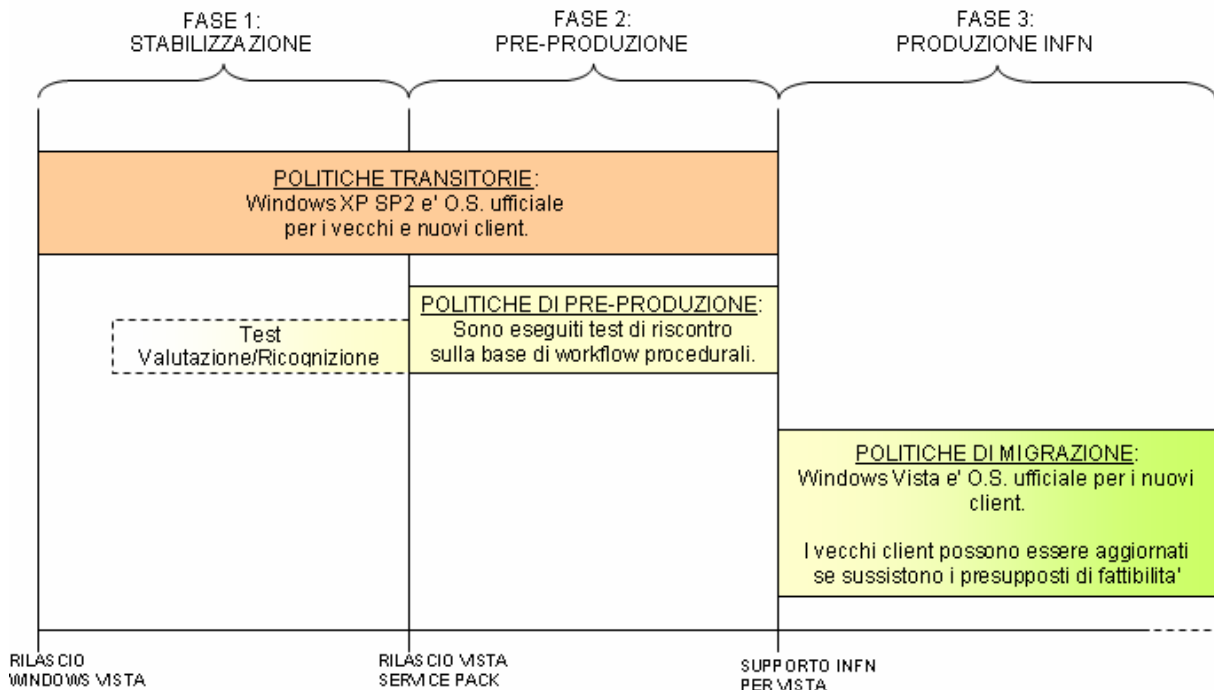 FASE 1:
STABILIZZAZIONE
FASE 2:
PRE-PRODUZIONE
FASE 3:
PRODUZIONE INFN
POLITICHE TRANSITORIE:
Windows XP SP2 e' O.S. ufficiale
per i vecchi e nuovi client.
Test
Valutazione/Ricognizione
POLITICHE DI PRE-PRODUZIONE:
Sono eseguiti test di riscontro
sulla base di workflow procedurali.
POLITICHE DI MIGRAZIONE:
Windows Vista e' O.S. ufficiale per i nuovi
client.
I vecchi client possono essere aggiornati
se sussistono i presupposti di fattibilita'
RILASCIO
WINDOWS VISTA
RILASCIO VISTA
SERVICE PACK
SUPPORTO INFN
PER VISTA